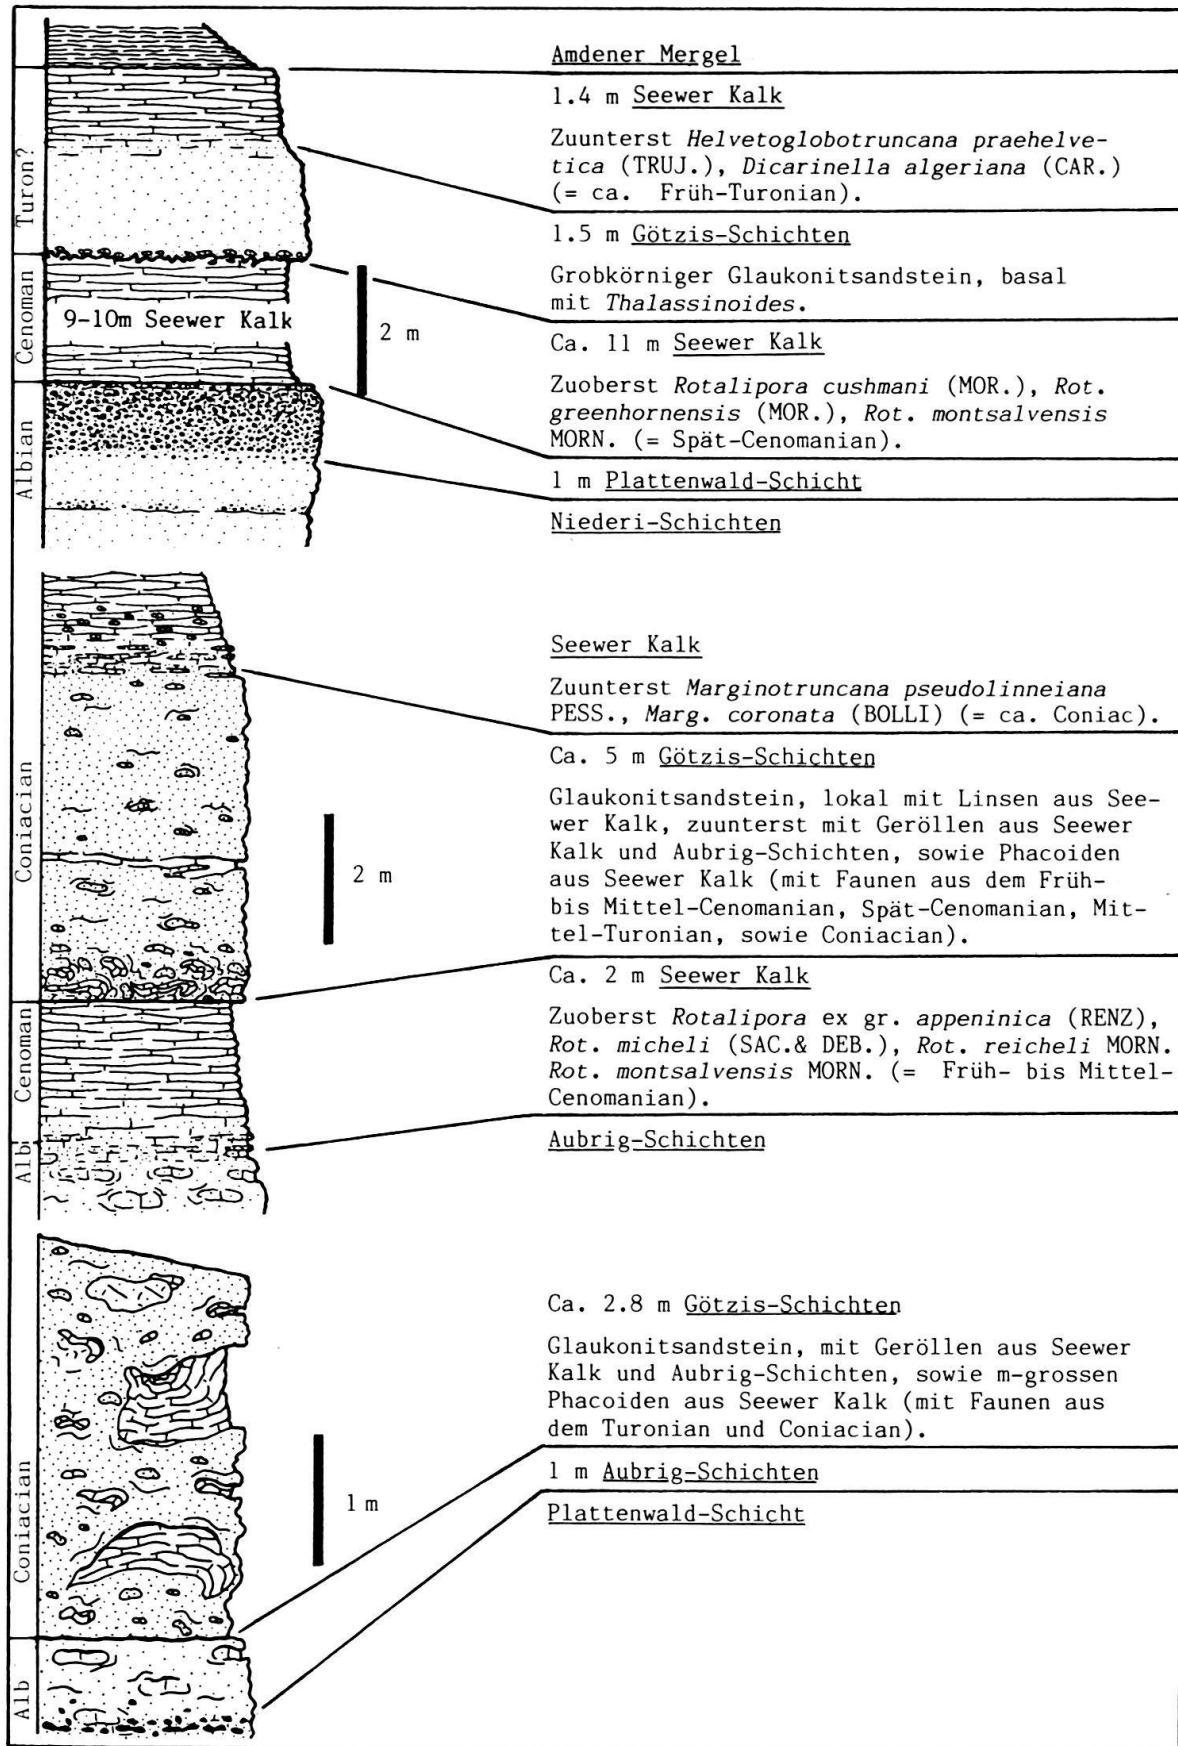 Amdener Mergel
1.4 m Seewer Kalk
Zuunterst Helvetoglobotruncana praehelve-
tica (TRUJ.), Dicarinella algeriana (CAR.)
(= ca. Früh-Turonian).
1.5 m Götzis-Schichten
Grobkörniger Glaukonitsandstein, basal
mit Thalassinoides.
Ca. 11 m Seewer Kalk
Zuoberst Rotalipora cushmani (MOR.), Rot.
greenhornensis (MOR.), Rot. montsalvensis
MORN. (= Spät-Cenomanian).
1 m Plattenwald-Schicht
Niederi-Schichten
Turon?
Cenoman
Albian
9-10m Seewer Kalk
2 m
Seewer Kalk
Zuunterst Marginotruncana pseudolinneiana
PESS., Marg. coronata (BOLLI) (= ca. Coniac).
Ca. 5 m Götzis-Schichten
Glaukonitsandstein, lokal mit Linsen aus See-
wer Kalk, zuunterst mit Geröllen aus Seewer
Kalk und Aubrig-Schichten, sowie Phacoiden
aus Seewer Kalk (mit Faunen aus dem Früh-
bis Mittel-Cenomanian, Spät-Cenomanian, Mit-
tel-Turonian, sowie Coniacian).
Ca. 2 m Seewer Kalk
Zuoberst Rotalipora ex gr. appeninica (RENZ),
Rot. micheli (SAC.& DEB.), Rot. reicheli MORN.
Rot. montsalvensis MORN. (= Früh- bis Mittel-
Cenomanian).
Aubrig-Schichten
Coniacian
Cenoman
Alb
2 m
Ca. 2.8 m Götzis-Schichten
Glaukonitsandstein, mit Geröllen aus Seewer
Kalk und Aubrig-Schichten, sowie m-grossen
Phacoiden aus Seewer Kalk (mit Faunen aus
dem Turonian und Coniacian).
1 m Aubrig-Schichten
Plattenwald-Schicht
Coniacian
Alb
1 m